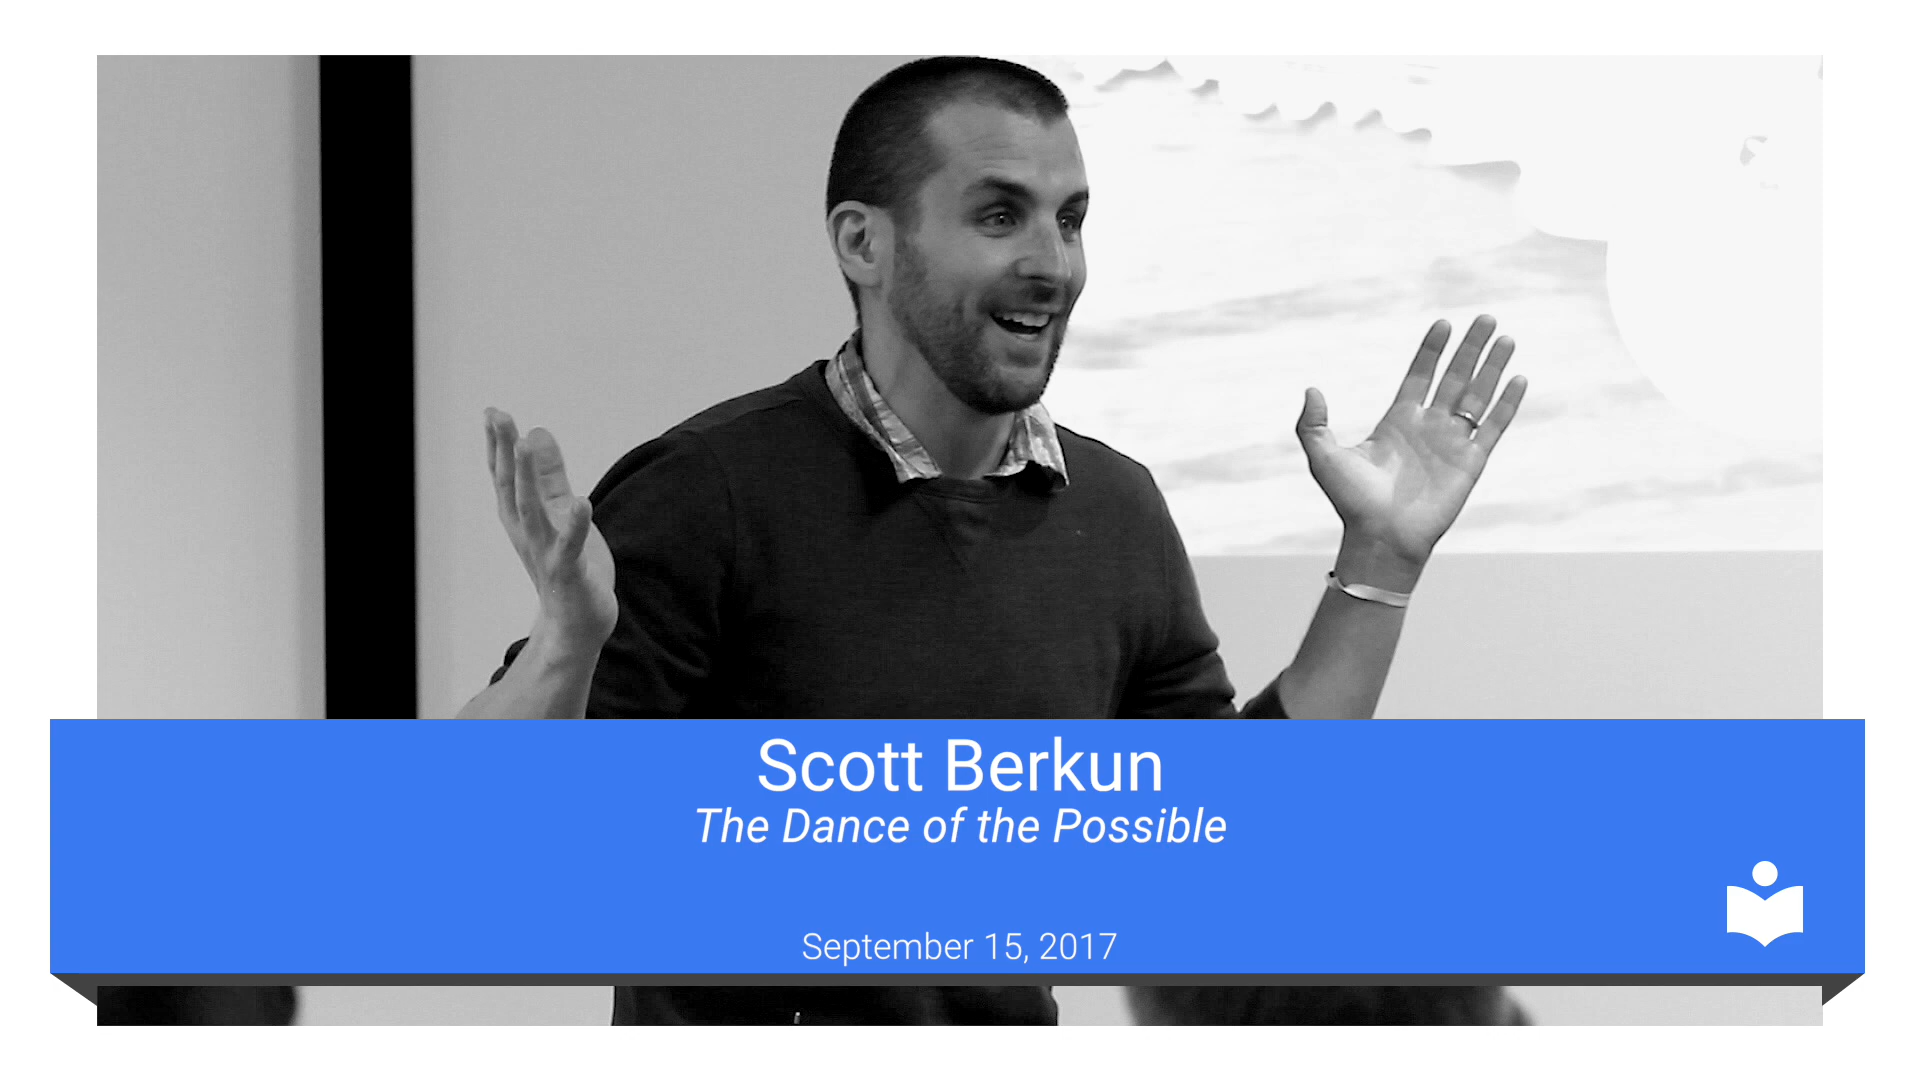 Scott Berkun
The Dance of the Possible
September 15, 2017